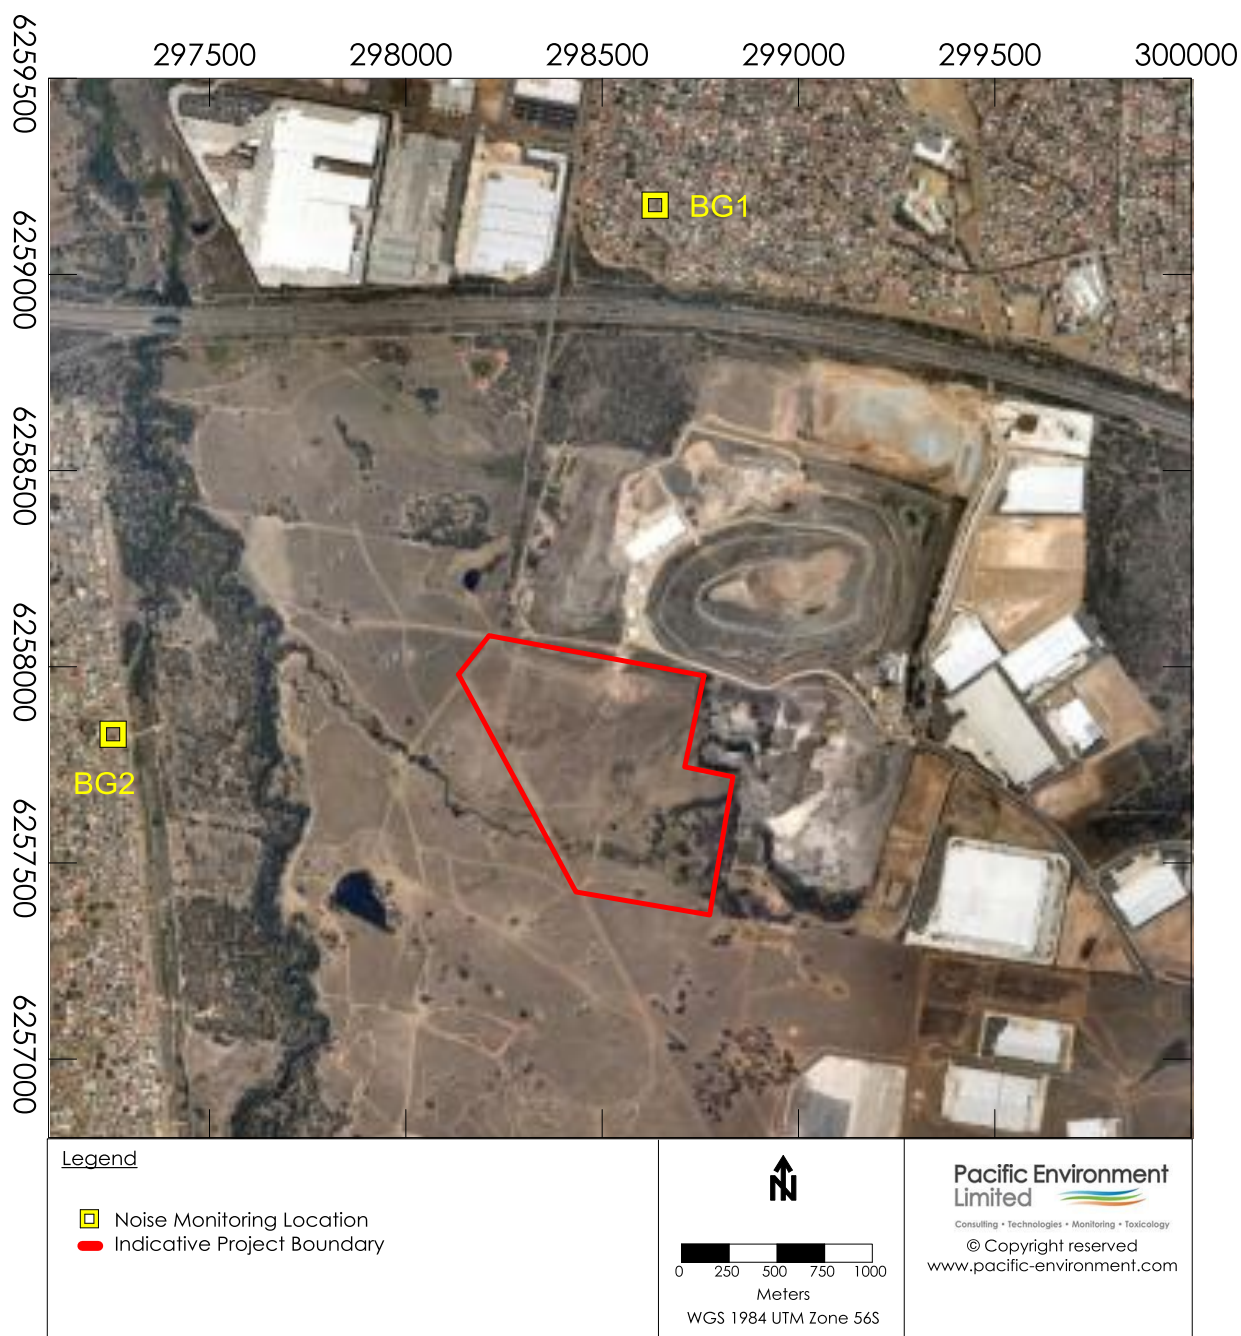 297500 298000 298500 299000 299500 300000
6259500
6259000
6258500
6258000
6257500
6257000
BG1
BG2
Legend
Noise Monitoring Location
Indicative Project Boundary
N
0 250 500 750 1000
Meters
WGS 1984 UTM Zone 56S
Pacific Environment
Limited
Consulting • Technologies • Monitoring • Toxicology
© Copyright reserved
www.pacific-environment.com